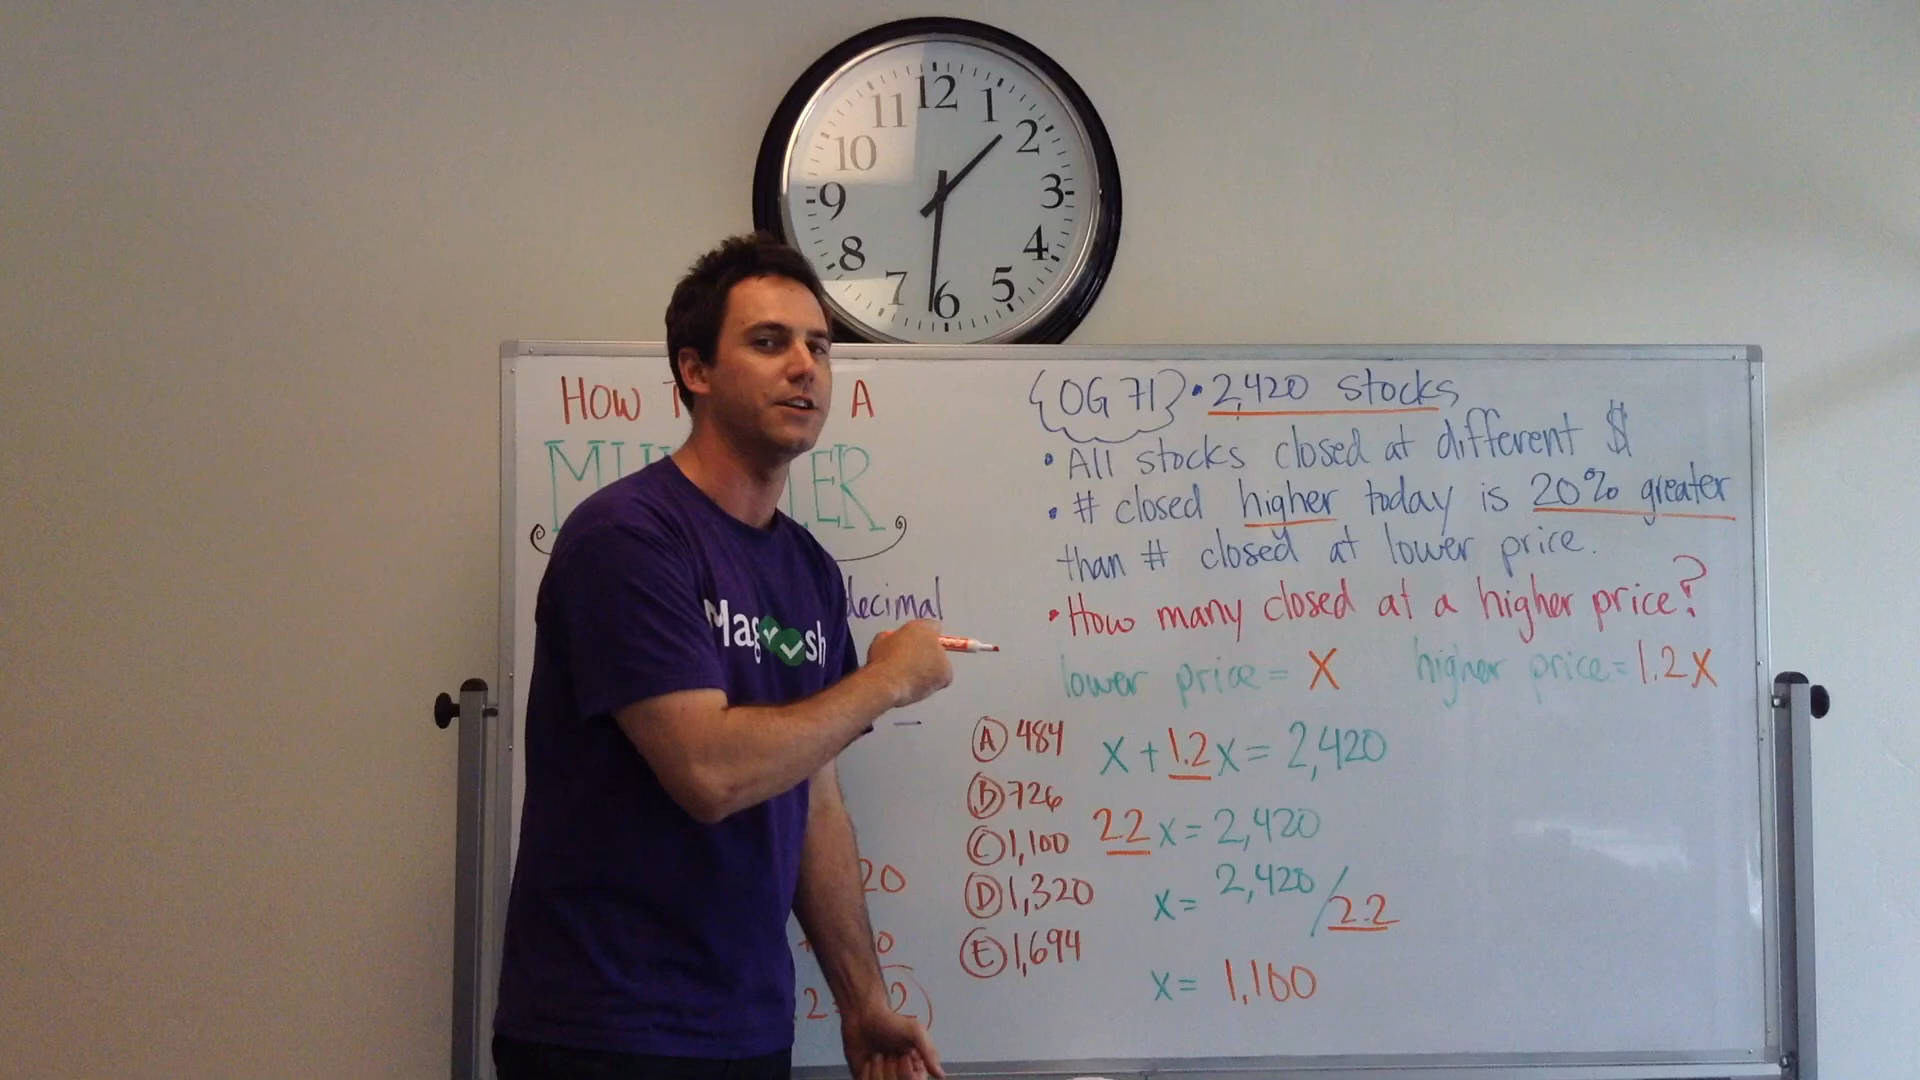 12
11 1
10 2
9 3
8 4
7 5
6
HOW A
{OG 71} • 2,420 stocks
• All stocks closed at different $
• # closed higher today is 20% greater
than # closed at lower price.
• How many closed at a higher price?
lower price = X higher price = 1.2X
decimal
Magoosh
(A) 484
(B) 726
(C) 1,100
(D) 1,320
(E) 1,694
X + 1.2X = 2,420
2.2X = 2,420
X = 2,420/2.2
X = 1,100